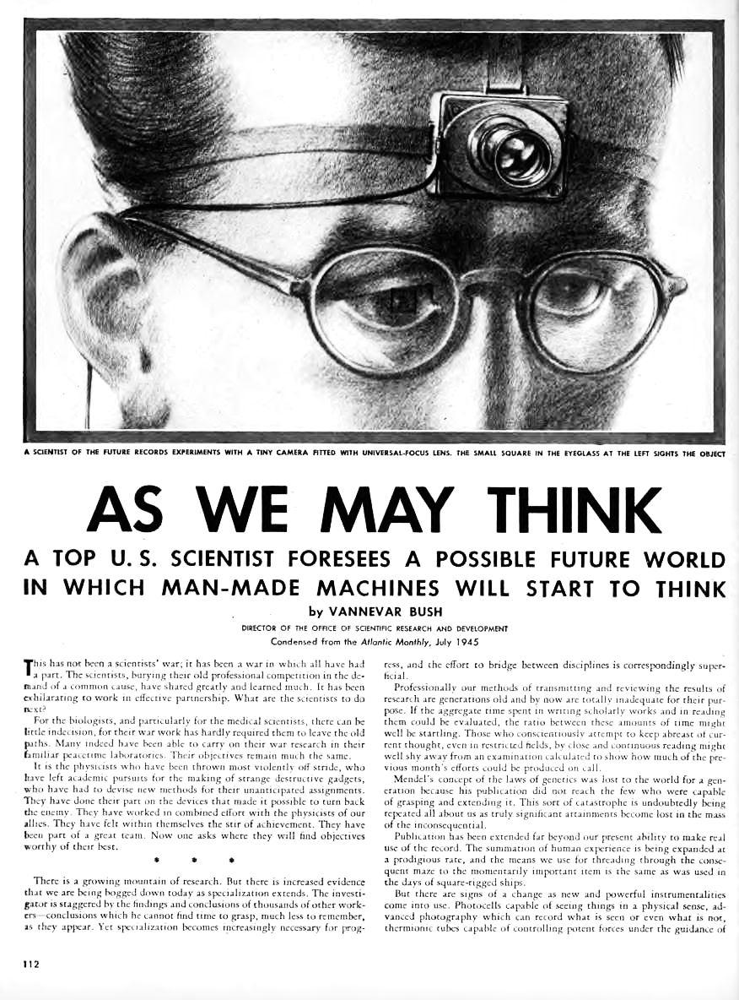 A SCIENTIST OF THE FUTURE RECORDS EXPERIMENTS WITH A TINY CAMERA FITTED WITH UNIVERSAL-FOCUS LENS. THE SMALL SQUARE IN THE EYEGLASS AT THE LEFT SIGHTS THE OBJECT
AS WE MAY THINK
A TOP U. S. SCIENTIST FORESEES A POSSIBLE FUTURE WORLD
IN WHICH MAN-MADE MACHINES WILL START TO THINK
by VANNEVAR BUSH
DIRECTOR OF THE OFFICE OF SCIENTIFIC RESEARCH AND DEVELOPMENT
Condensed from the Atlantic Monthly, July 1945
This has not been a scientists' war; it has been a war in which all have had
a part. The scientists, burying their old professional competition in the de-
mand of a common cause, have shared greatly and learned much. It has been
exhilarating to work in effective partnership. What are the scientists to do
next?
For the biologists, and particularly for the medical scientists, there can be
little indecision, for their war work has hardly required them to leave the old
paths. Many indeed have been able to carry on their war research in their
familiar peacetime laboratories. Their objectives remain much the same.
It is the physicists who have been thrown most violently off stride, who
have left academic pursuits for the making of strange destructive gadgets,
who have had to devise new methods for their unanticipated assignments.
They have done their part on the devices that made it possible to turn back
the enemy. They have worked in combined effort with the physicists of our
allies. They have felt within themselves the stir of achievement. They have
been part of a great team. Now one asks where they will find objectives
worthy of their best.
* * *
There is a growing mountain of research. But there is increased evidence
that we are being bogged down today as specialization extends. The investi-
gator is staggered by the findings and conclusions of thousands of other work-
ers—conclusions which he cannot find time to grasp, much less to remember,
as they appear. Yet specialization becomes increasingly necessary for prog-
ress, and the effort to bridge between disciplines is correspondingly super-
ficial.
Professionally our methods of transmitting and reviewing the results of
research are generations old and by now are totally inadequate for their pur-
pose. If the aggregate time spent in writing scholarly works and in reading
them could be evaluated, the ratio between these amounts of time might
well be startling. Those who conscientiously attempt to keep abreast of cur-
rent thought, even in restricted fields, by close and continuous reading might
well shy away from an examination calculated to show how much of the pre-
vious month's efforts could be produced on call.
Mendel's concept of the laws of genetics was lost to the world for a gen-
eration because his publication did not reach the few who were capable
of grasping and extending it. This sort of catastrophe is undoubtedly being
repeated all about us as truly significant attainments become lost in the mass
of the inconsequential.
Publication has been extended far beyond our present ability to make real
use of the record. The summation of human experience is being expanded at
a prodigious rate, and the means we use for threading through the conse-
quent maze to the momentarily important item is the same as was used in
the days of square-rigged ships.
But there are signs of a change as new and powerful instrumentalities
come into use. Photocells capable of seeing things in a physical sense, ad-
vanced photography which can record what is seen or even what is not,
thermionic tubes capable of controlling potent forces under the guidance of
112